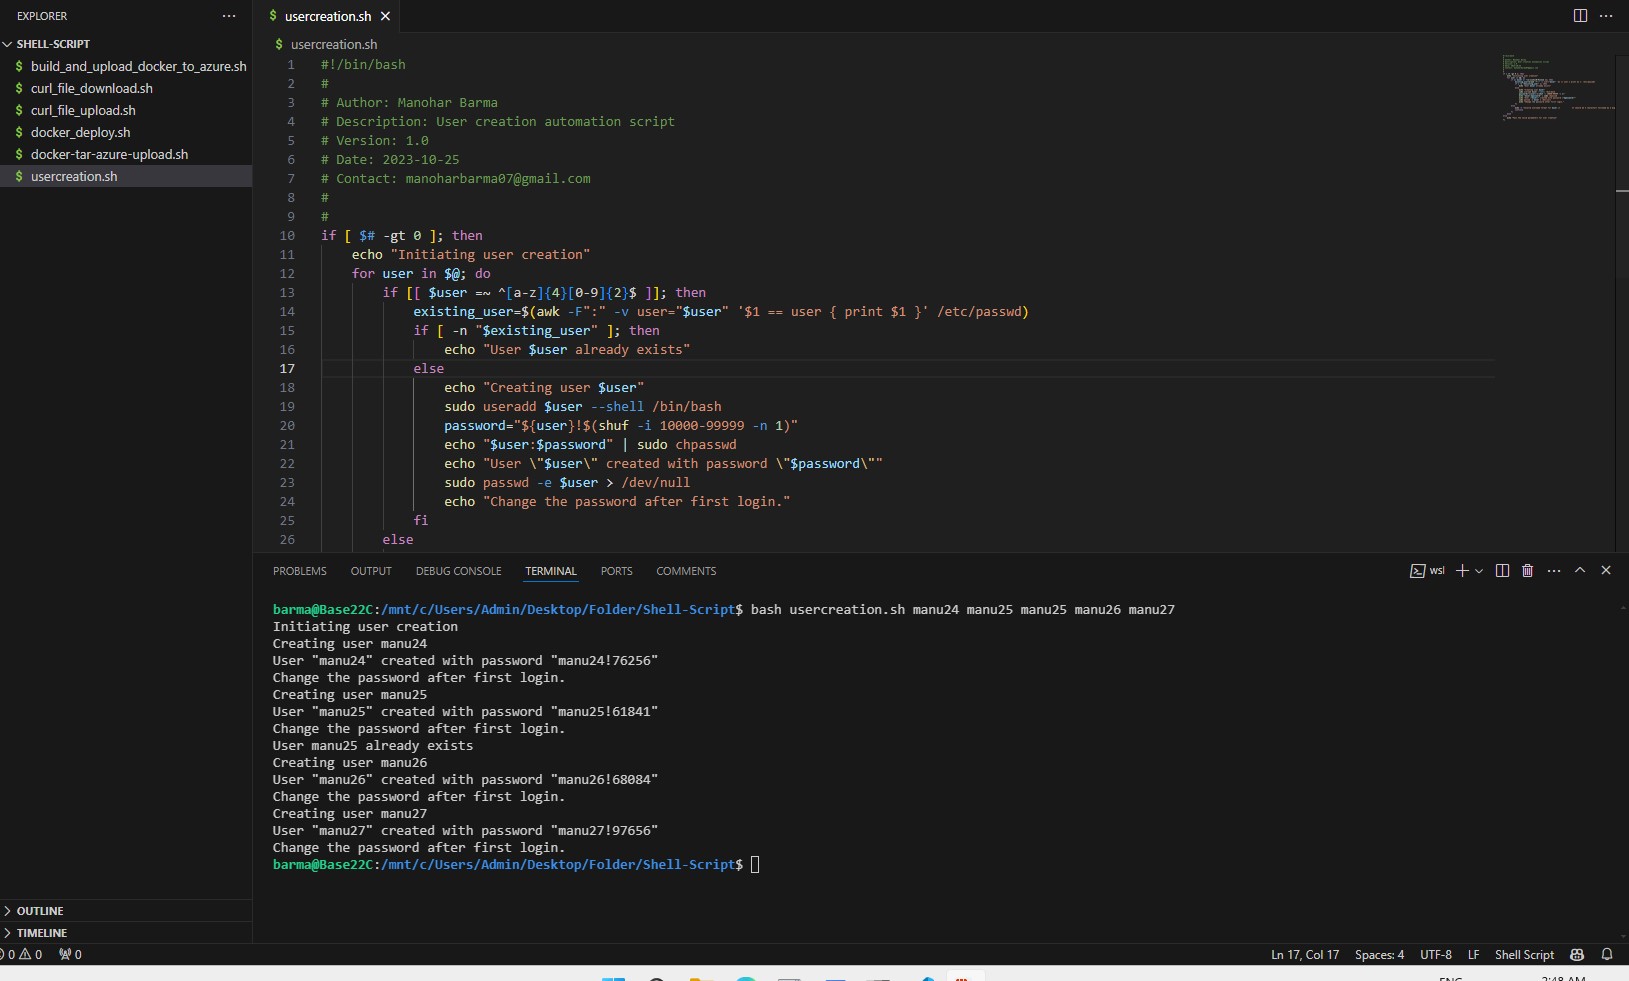 EXPLORER
SHELL-SCRIPT
$ build_and_upload_docker_to_azure.sh
$ curl_file_download.sh
$ curl_file_upload.sh
$ docker_deploy.sh
$ docker-tar-azure-upload.sh
$ usercreation.sh
OUTLINE
TIMELINE
$ usercreation.sh
$ usercreation.sh
1 #!/bin/bash
2 #
3 # Author: Manohar Barma
4 # Description: User creation automation script
5 # Version: 1.0
6 # Date: 2023-10-25
7 # Contact: manoharbarma07@gmail.com
8 #
9 #
10 if [ $# -gt 0 ]; then
11 echo "Initiating user creation"
12 for user in $@; do
13 if [[ $user =~ ^[a-z]{4}[0-9]{2}$ ]]; then
14 existing_user=$(awk -F":" -v user="$user" '$1 == user { print $1 }' /etc/passwd)
15 if [ -n "$existing_user" ]; then
16 echo "User $user already exists"
17 else
18 echo "Creating user $user"
19 sudo useradd $user --shell /bin/bash
20 password="${user}!$(shuf -i 10000-99999 -n 1)"
21 echo "$user:$password" | sudo chpasswd
22 echo "User \"$user\" created with password \"$password\""
23 sudo passwd -e $user > /dev/null
24 echo "Change the password after first login."
25 fi
26 else
PROBLEMS OUTPUT DEBUG CONSOLE TERMINAL PORTS COMMENTS
wsl
barma@Base22C:/mnt/c/Users/Admin/Desktop/Folder/Shell-Script$ bash usercreation.sh manu24 manu25 manu25 manu26 manu27
Initiating user creation
Creating user manu24
User "manu24" created with password "manu24!76256"
Change the password after first login.
Creating user manu25
User "manu25" created with password "manu25!61841"
Change the password after first login.
User manu25 already exists
Creating user manu26
User "manu26" created with password "manu26!68084"
Change the password after first login.
Creating user manu27
User "manu27" created with password "manu27!97656"
Change the password after first login.
barma@Base22C:/mnt/c/Users/Admin/Desktop/Folder/Shell-Script$
0 0 0 Ln 17, Col 17 Spaces: 4 UTF-8 LF Shell Script